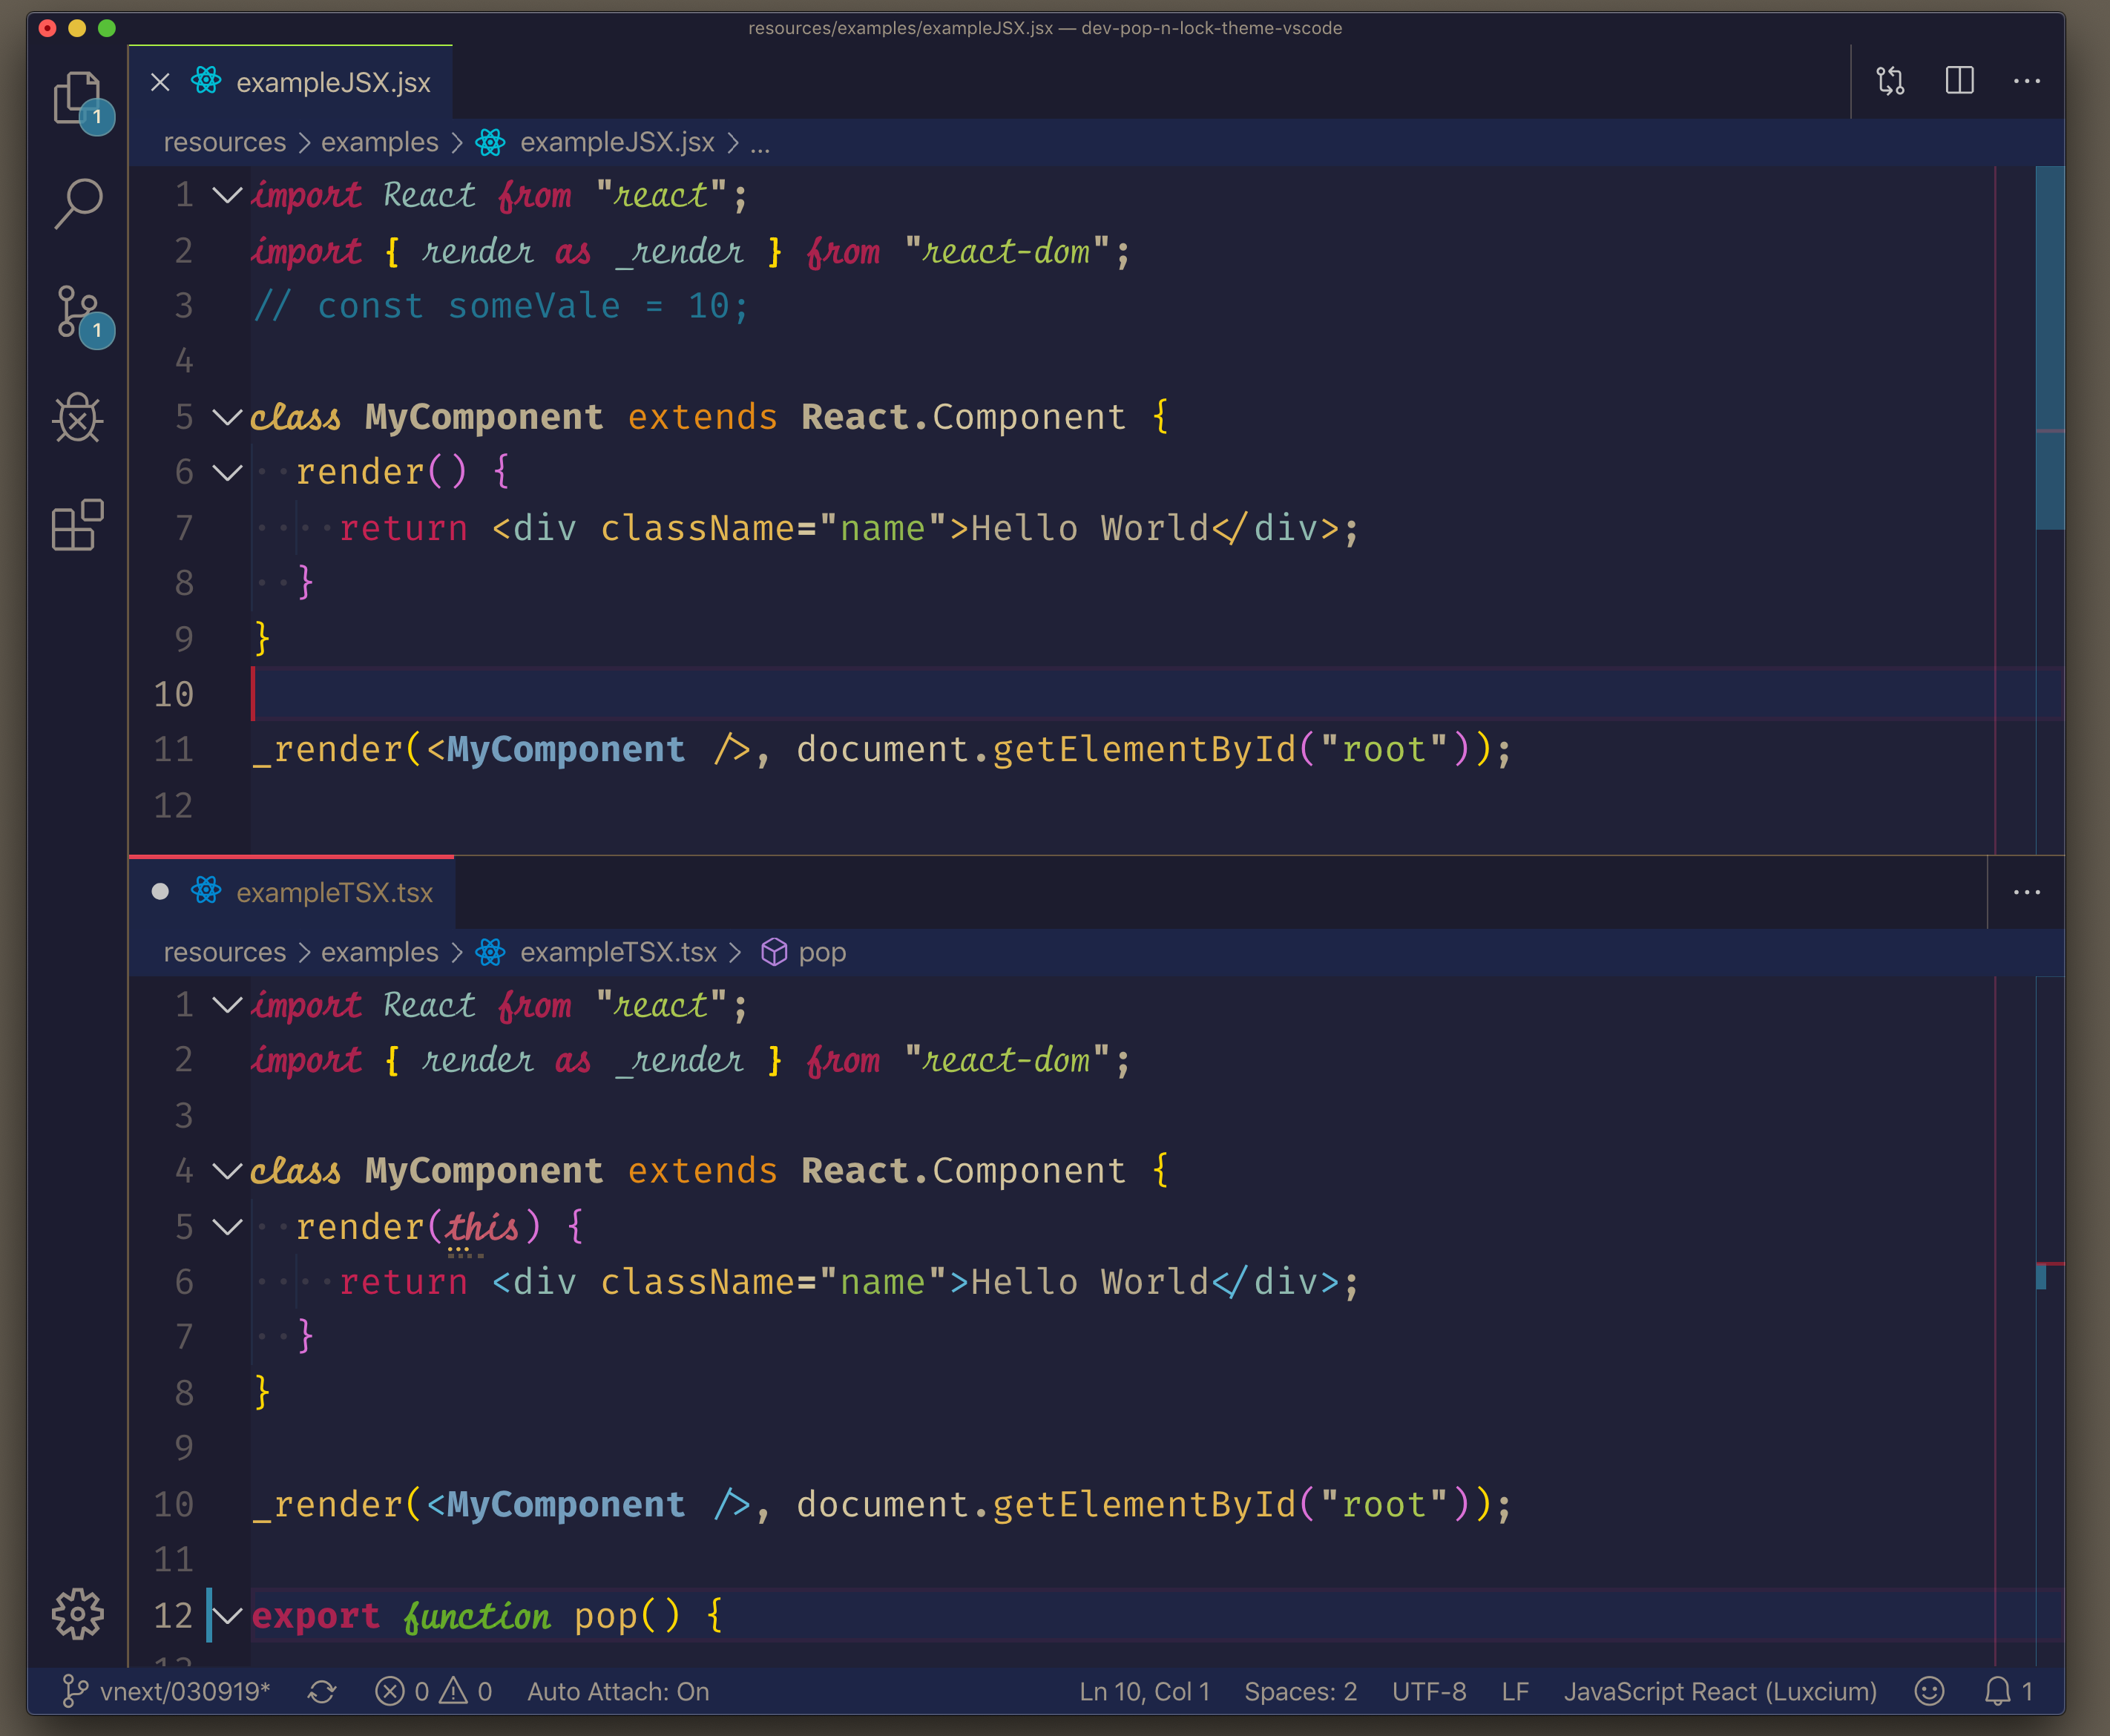 resources/examples/exampleJSX.jsx — dev-pop-n-lock-theme-vscode
exampleJSX.jsx
resources > examples > exampleJSX.jsx > ...
1
1
1 import React from "react";
2 import { render as _render } from "react-dom";
3 // const someVale = 10;
4
5 class MyComponent extends React.Component {
6 render() {
7 return <div className="name">Hello World</div>;
8 }
9 }
10
11 _render(<MyComponent />, document.getElementById("root"));
12
exampleTSX.tsx
resources > examples > exampleTSX.tsx > pop
1 import React from "react";
2 import { render as _render } from "react-dom";
3
4 class MyComponent extends React.Component {
5 render(this) {
6 return <div className="name">Hello World</div>;
7 }
8 }
9
10 _render(<MyComponent />, document.getElementById("root"));
11
12 export function pop() {
vnext/030919* 0 0 Auto Attach: On Ln 10, Col 1 Spaces: 2 UTF-8 LF JavaScript React (Luxcium) 1